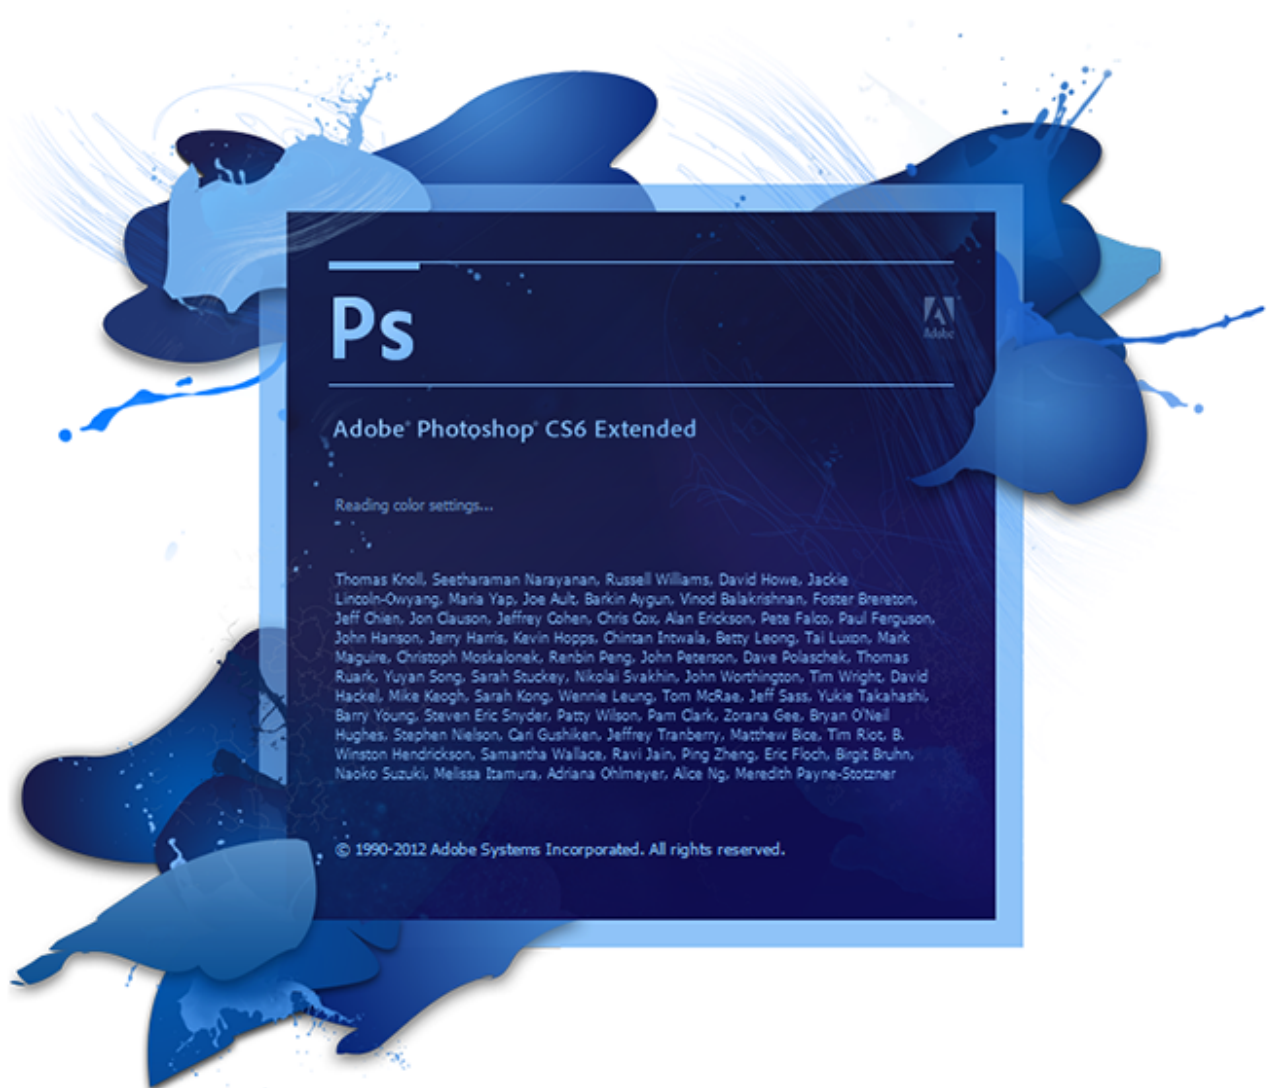 Ps
Adobe
Adobe® Photoshop® CS6 Extended
Reading color settings...
Thomas Knoll, Seetharaman Narayanan, Russell Williams, David Howe, Jackie
Lincoln-Owyang, Maria Yap, Joe Ault, Barkin Aygun, Vinod Balakrishnan, Foster Brereton,
Jeff Chien, Jon Clauson, Jeffrey Cohen, Chris Cox, Alan Erickson, Pete Falco, Paul Ferguson,
John Hanson, Jerry Harris, Kevin Hopps, Chintan Intwala, Betty Leong, Tai Luxon, Mark
Maguire, Christoph Moskalonek, Renbin Peng, John Peterson, Dave Polaschek, Thomas
Ruark, Yuyan Song, Sarah Stuckey, Nikolai Svakhin, John Worthington, Tim Wright, David
Hackel, Mike Keogh, Sarah Kong, Wennie Leung, Tom McRae, Jeff Sass, Yukie Takahashi,
Barry Young, Steven Eric Snyder, Patty Wilson, Pam Clark, Zorana Gee, Bryan O'Neil
Hughes, Stephen Nielson, Cari Gushiken, Jeffrey Tranberry, Matthew Bice, Tim Riot, B.
Winston Hendrickson, Samantha Wallace, Ravi Jain, Ping Zheng, Eric Floch, Birgit Bruhn,
Naoko Suzuki, Melissa Itamura, Adriana Ohlmeyer, Alice Ng, Meredith Payne-Stotzner
© 1990-2012 Adobe Systems Incorporated. All rights reserved.